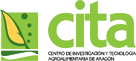 cita
CENTRO DE INVESTIGACIÓN Y TECNOLOGÍA
AGROALIMENTARIA DE ARAGÓN